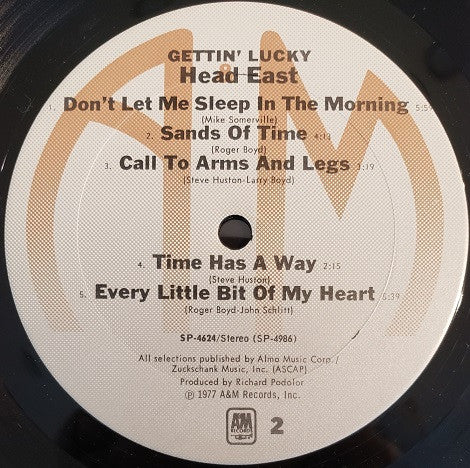 GETTIN' LUCKY
Head East
1. Don't Let Me Sleep In The Morning 5:59
(Mike Somerville)
2. Sands Of Time 4:13
(Roger Boyd)
3. Call To Arms And Legs 3:19
(Steve Huston-Larry Boyd)
4. Time Has A Way 2:15
(Steve Huston)
5. Every Little Bit Of My Heart 5:39
(Roger Boyd-John Schlitt)
SP-4624/Stereo (SP-4986)
All selections published by Almo Music Corp./
Zuckschank Music, Inc. (ASCAP)
Produced by Richard Podolor
℗ 1977 A&M Records, Inc.
A&M
RECORDS
2